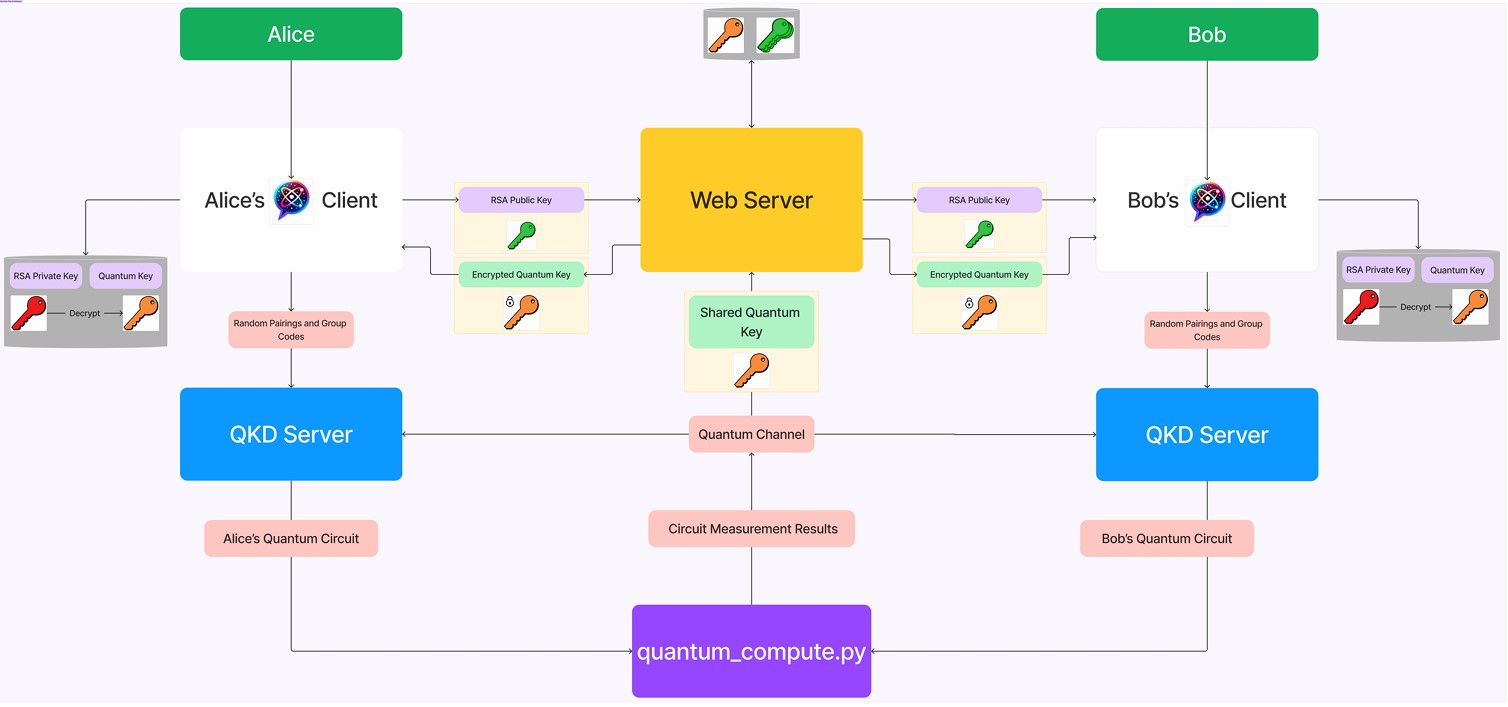 Alice
Bob
Alice's Client
RSA Public Key
Web Server
RSA Public Key
Bob's Client
RSA Private Key
Quantum Key
Encrypted Quantum Key
Encrypted Quantum Key
RSA Private Key
Quantum Key
Decrypt
Decrypt
Random Pairings and Group
Codes
Shared Quantum
Key
Random Pairings and Group
Codes
QKD Server
Quantum Channel
QKD Server
Alice's Quantum Circuit
Circuit Measurement Results
Bob's Quantum Circuit
quantum_compute.py